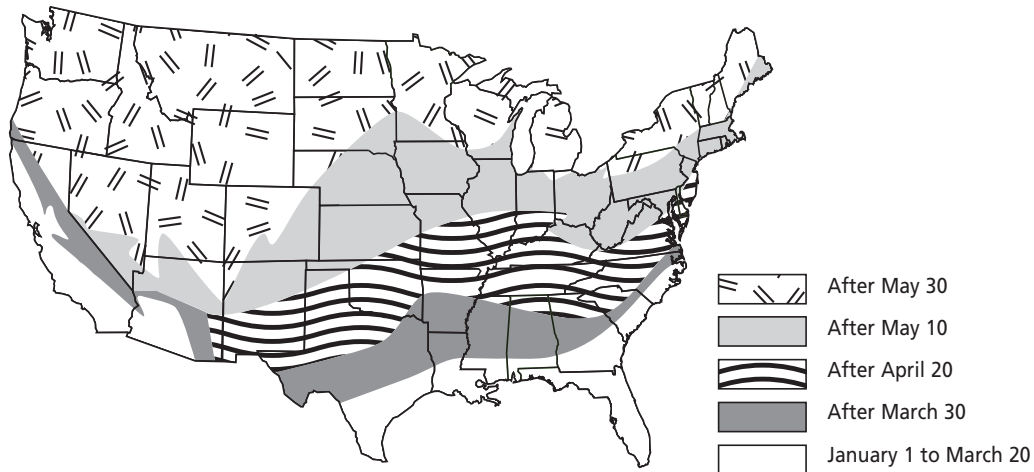 After May 30
After May 10
After April 20
After March 30
January 1 to March 20